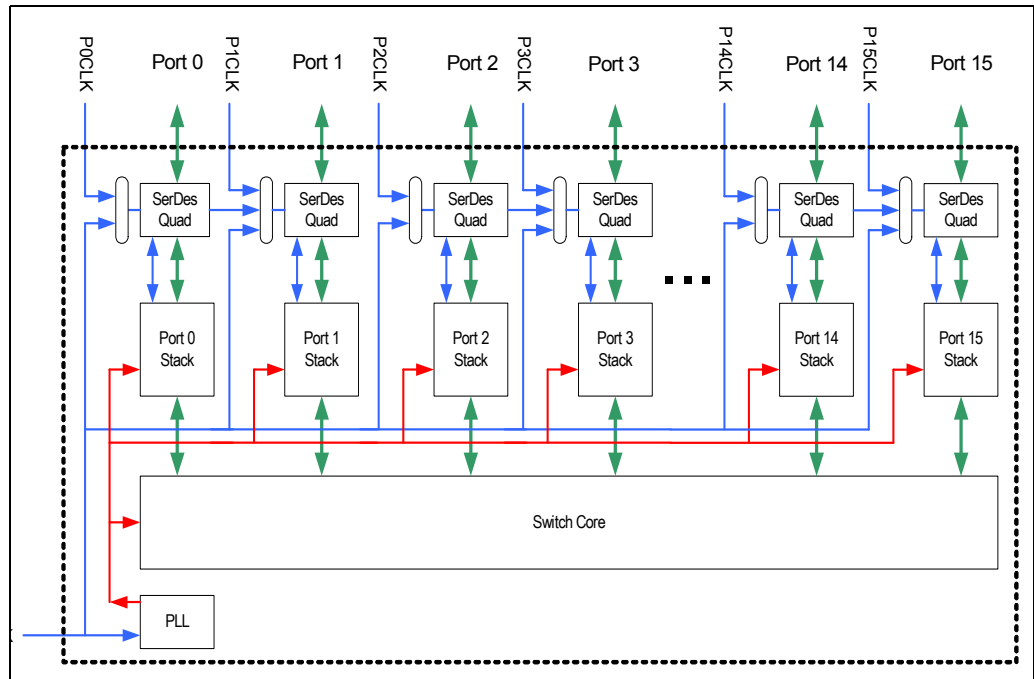 P0CLK
Port 0
P1CLK
Port 1
P2CLK
Port 2
P3CLK
Port 3
P14CLK
Port 14
P15CLK
Port 15
SerDes
Quad
SerDes
Quad
SerDes
Quad
SerDes
Quad
SerDes
Quad
SerDes
Quad
Port 0
Stack
Port 1
Stack
Port 2
Stack
Port 3
Stack
Port 14
Stack
Port 15
Stack
Switch Core
PLL